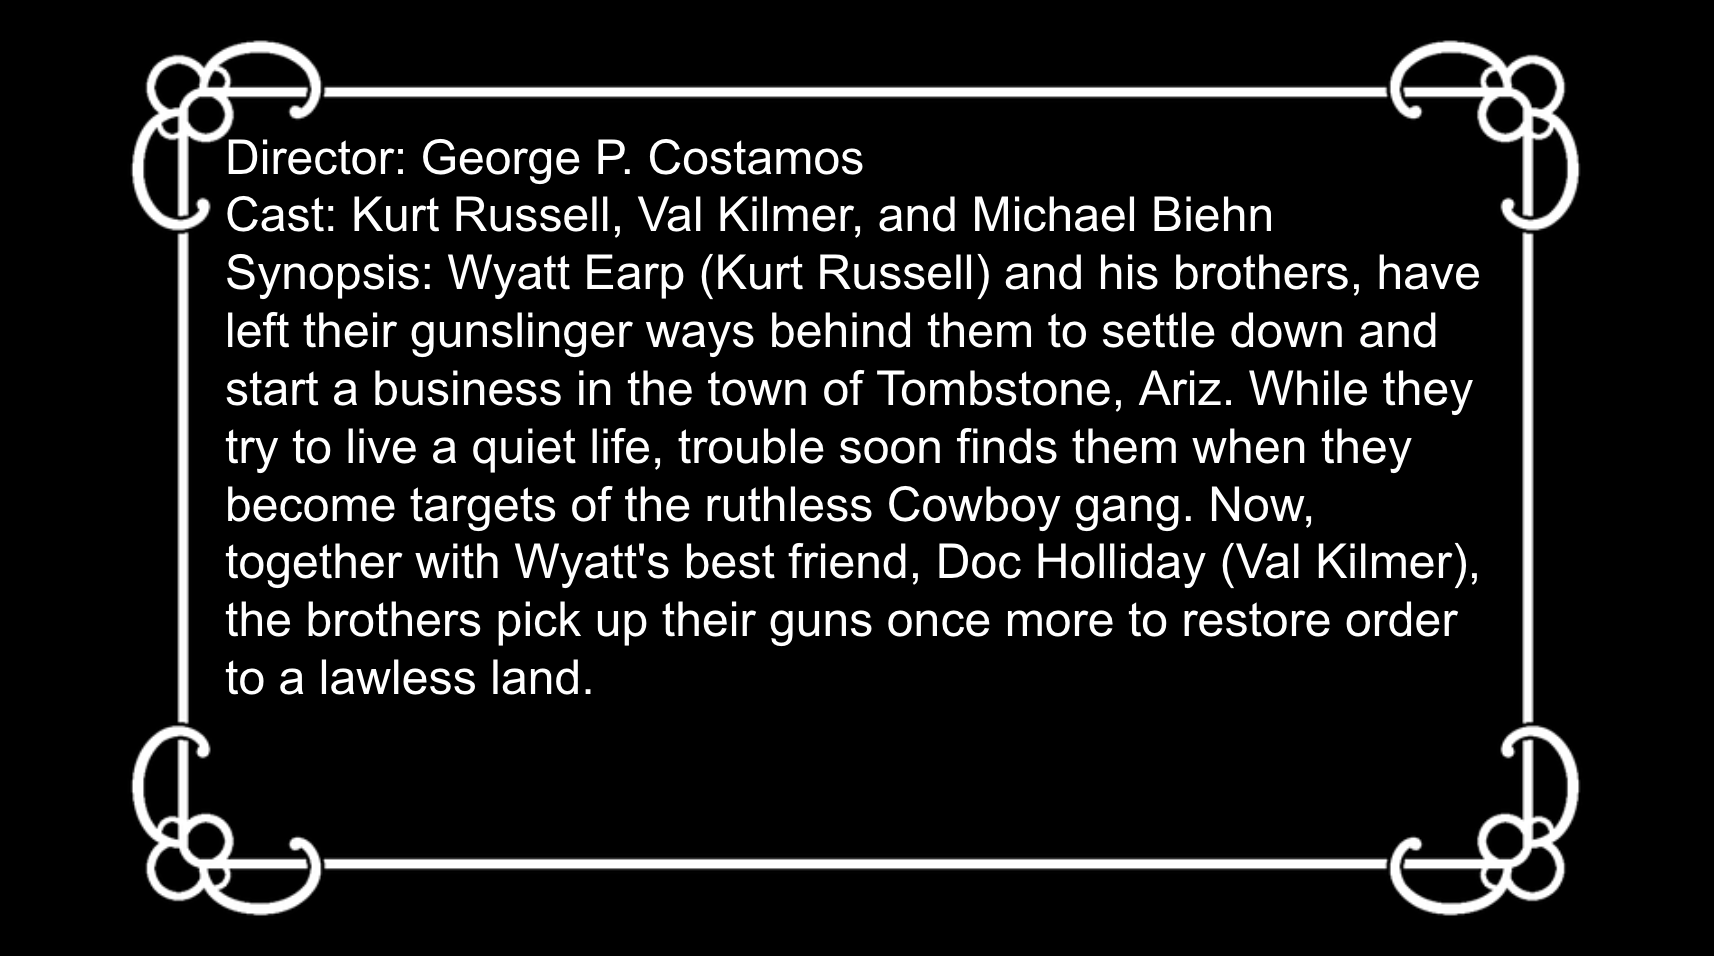 Director: George P. Costamos
Cast: Kurt Russell, Val Kilmer, and Michael Biehn
Synopsis: Wyatt Earp (Kurt Russell) and his brothers, have
left their gunslinger ways behind them to settle down and
start a business in the town of Tombstone, Ariz. While they
try to live a quiet life, trouble soon finds them when they
become targets of the ruthless Cowboy gang. Now,
together with Wyatt's best friend, Doc Holliday (Val Kilmer),
the brothers pick up their guns once more to restore order
to a lawless land.